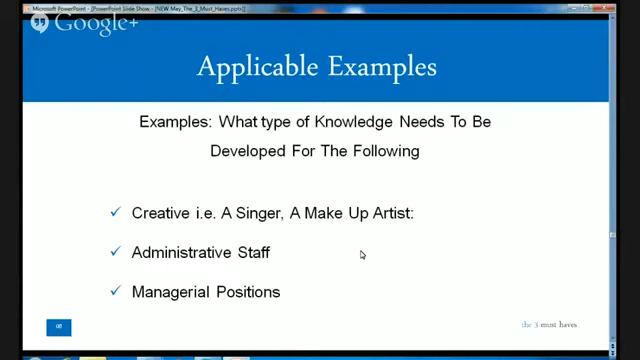 Microsoft PowerPoint - [PowerPoint Slide Show - [NEW May_The_3_Must_Haves.pptx]]
Google+
Applicable Examples
Examples: What type of Knowledge Needs To Be
Developed For The Following
✓ Creative i.e. A Singer, A Make Up Artist:
✓ Administrative Staff
✓ Managerial Positions
the 3 must haves